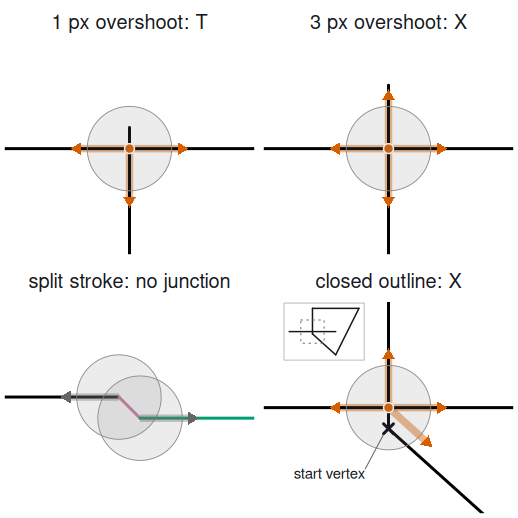 1 px overshoot: T
3 px overshoot: X
split stroke: no junction
closed outline: X
start vertex